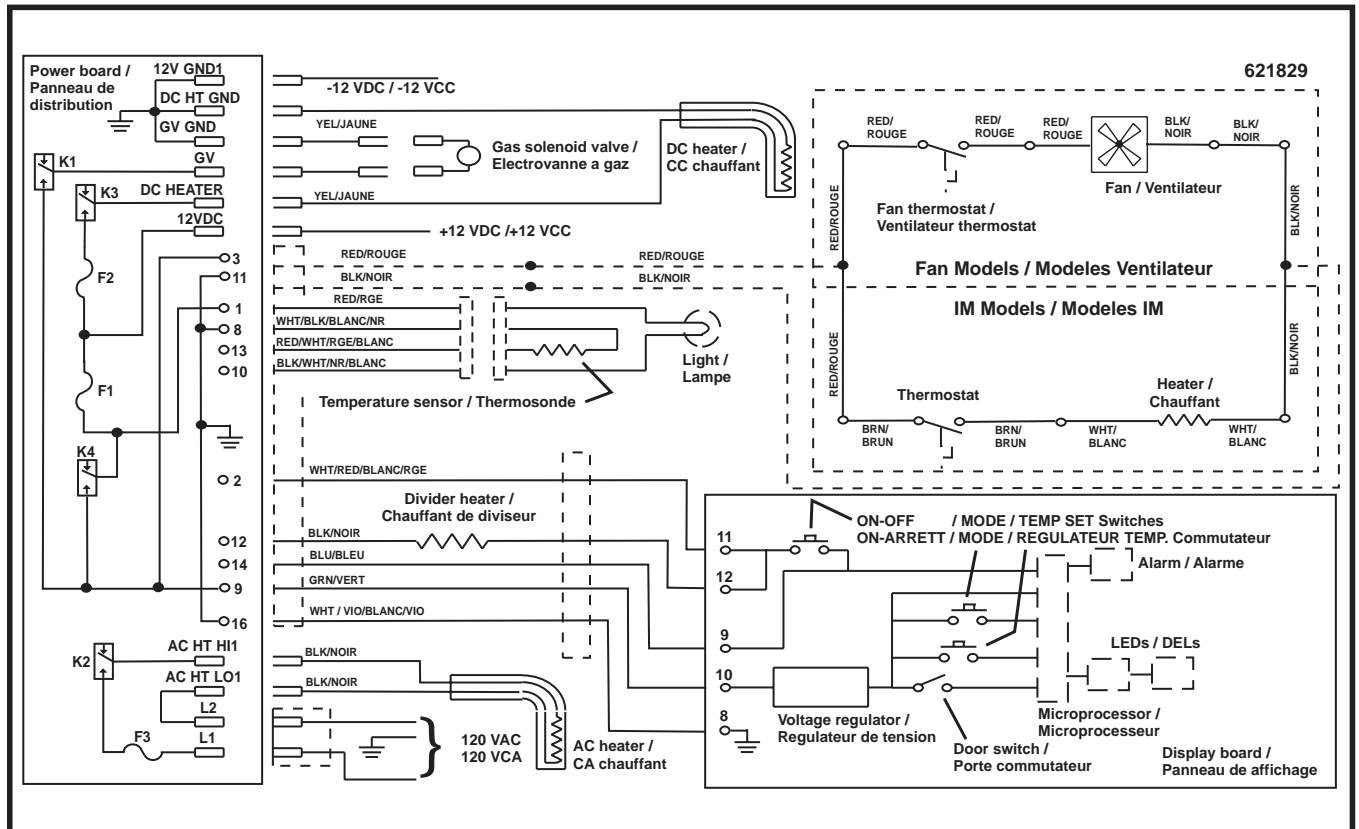 621829
Power board /
Panneau de
distribution
12V GND1
DC HT GND
GV GND
GV
DC HEATER
12VDC
K1
K3
F2
F1
K4
K2
F3
3
11
1
8
13
10
2
12
14
9
16
AC HT HI1
AC HT LO1
L2
L1
-12 VDC / -12 VCC
YEL/JAUNE
Gas solenoid valve /
Electrovanne a gaz
YEL/JAUNE
+12 VDC /+12 VCC
DC heater /
CC chauffant
RED/ROUGE
RED/ROUGE
BLK/NOIR
BLK/NOIR
RED/RGE
WHT/BLK/BLANC/NR
RED/WHT/RGE/BLANC
BLK/WHT/NR/BLANC
Light /
Lampe
Temperature sensor / Thermosonde
WHT/RED/BLANC/RGE
Divider heater /
Chauffant de diviseur
BLK/NOIR
BLU/BLEU
GRN/VERT
WHT / VIO/BLANC/VIO
BLK/NOIR
BLK/NOIR
120 VAC
120 VCA
AC heater /
CA chauffant
RED/
ROUGE
RED/
ROUGE
RED/
ROUGE
BLK/
NOIR
BLK/
NOIR
Fan / Ventilateur
Fan thermostat /
Ventilateur thermostat
RED/ROUGE
BLK/NOIR
Fan Models / Modeles Ventilateur
IM Models / Modeles IM
RED/ROUGE
BLK/NOIR
Thermostat
Heater /
Chauffant
BRN/
BRUN
BRN/
BRUN
WHT/
BLANC
WHT/
BLANC
ON-OFF / MODE / TEMP SET Switches
ON-ARRETT / MODE / REGULATEUR TEMP. Commutateur
11
12
9
10
8
Alarm / Alarme
LEDs / DELs
Voltage regulator /
Regulateur de tension
Microprocessor /
Microprocesseur
Door switch /
Porte commutateur
Display board /
Panneau de affichage